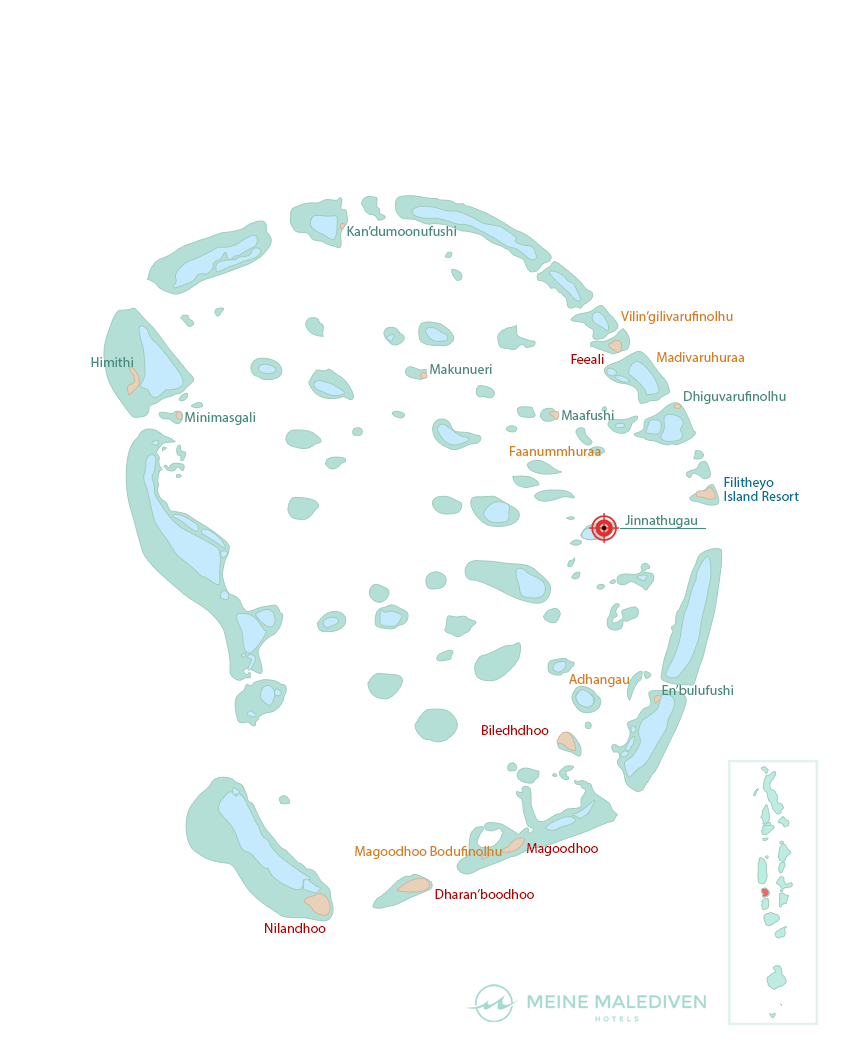 Kan'dumoonufushi
Vilin'gilivarufinolhu
Feeali
Madivaruhuraa
Himithi
Makunueri
Dhiguvarufinolhu
Minimasgali
Maafushi
Faanummhuraa
Filitheyo
Island Resort
Jinnathugau
Adhangau
En'bulufushi
Biledhdhoo
Magoodhoo Bodufinolhu
Magoodhoo
Dharan'boodhoo
Nilandhoo
MEINE MALEDIVEN
HOTELS